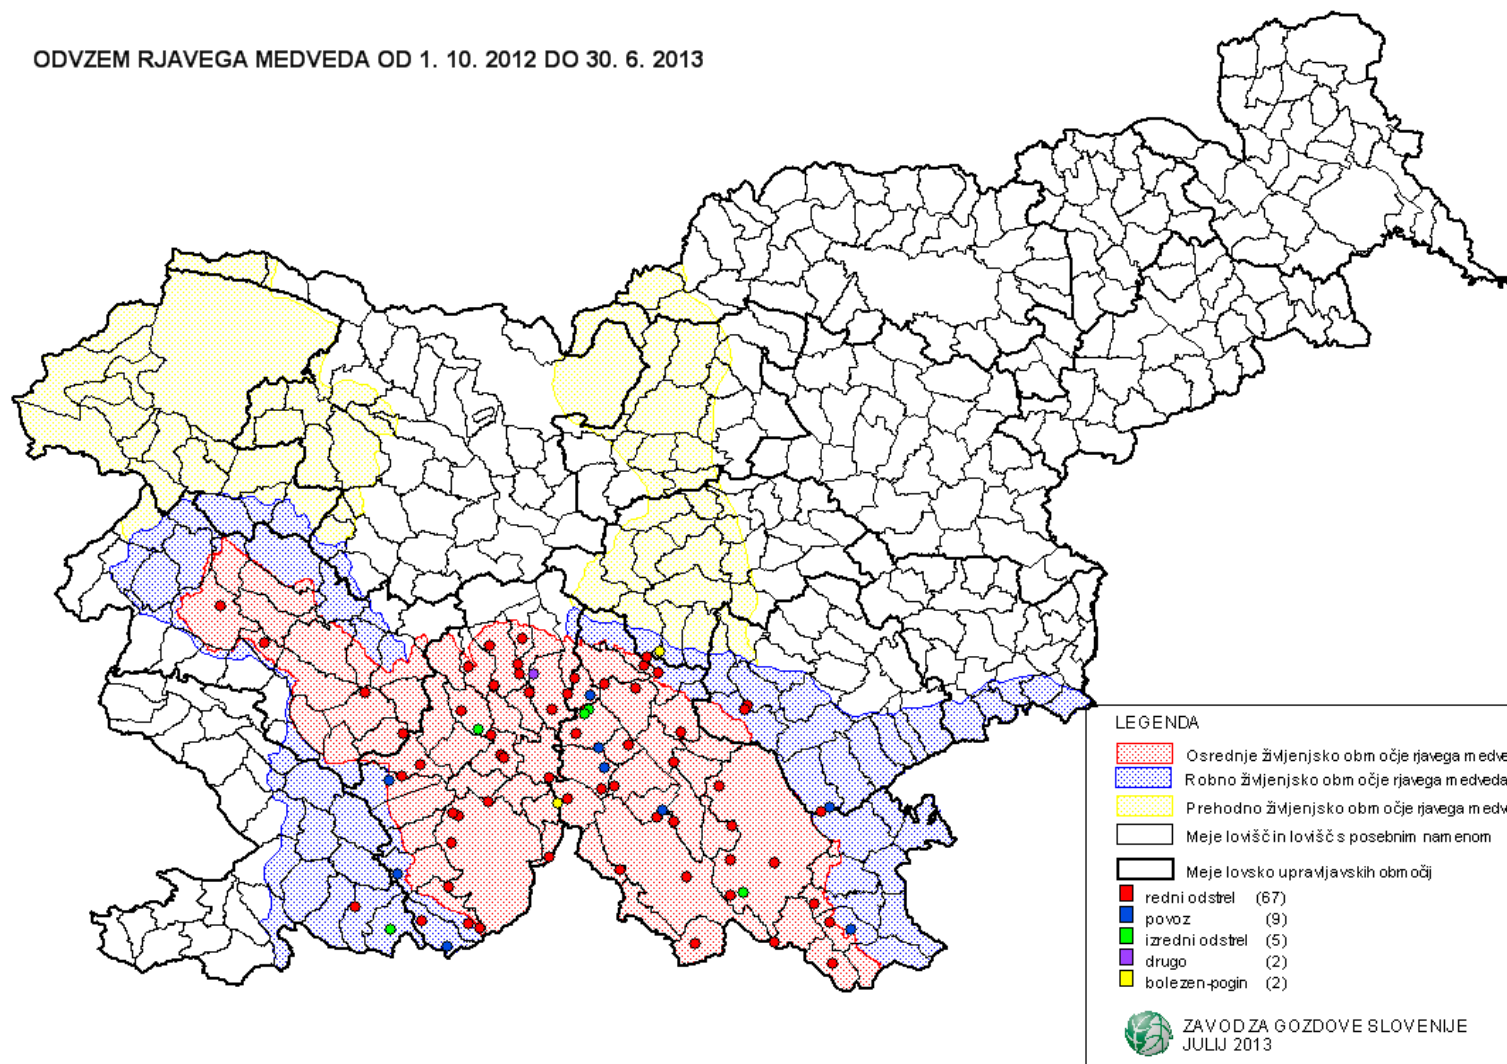 ODVZEM RJAVEGA MEDVEDA OD 1. 10. 2012 DO 30. 6. 2013
LEGENDA
Osrednje življenjsko območje rjavega medve
Robno življenjsko območje rjavega medveda
Prehodno življenjsko območje rjavega medve
Meje lovišč in lovišč s posebnim namenom
Meje lovsko upravljavskih območij
redni odstrel (67)
povoz (9)
izredni odstrel (5)
drugo (2)
bolezen-pogin (2)
ZAVOD ZA GOZDOVE SLOVENIJE
JULIJ 2013